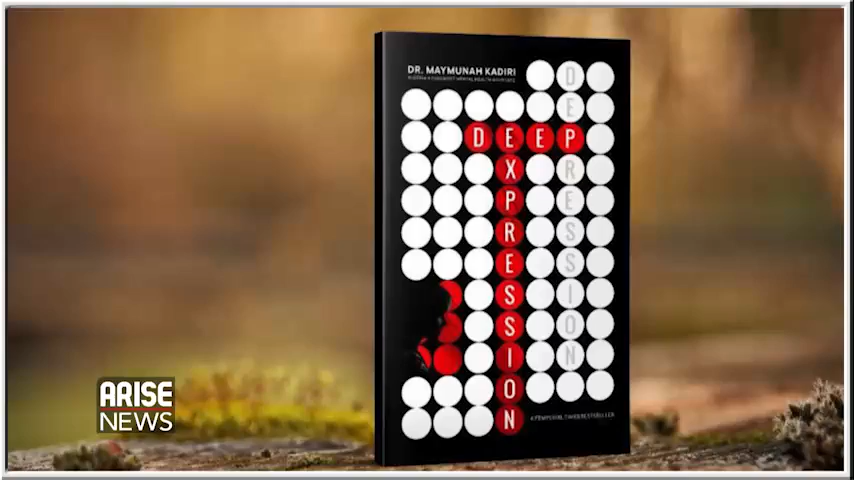 DR. MAYMUNAH KADIRI
DEEP
EXPRESSION
DEPRESSION
ARISE
NEWS